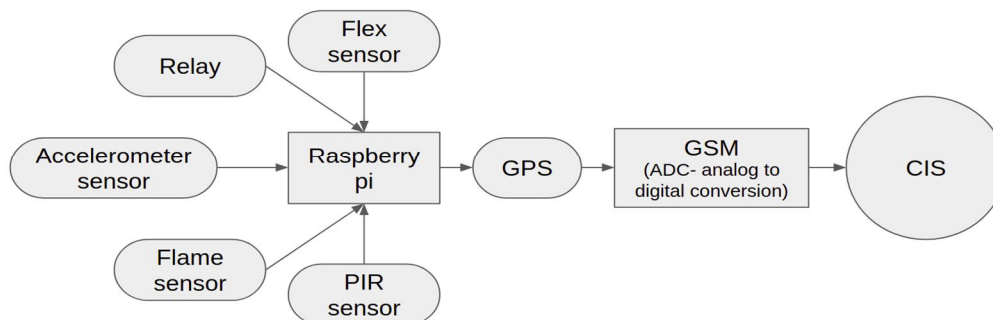 Flex
sensor
Relay
Accelerometer
sensor
Raspberry
pi
GPS
GSM
(ADC- analog to
digital conversion)
CIS
Flame
sensor
PIR
sensor